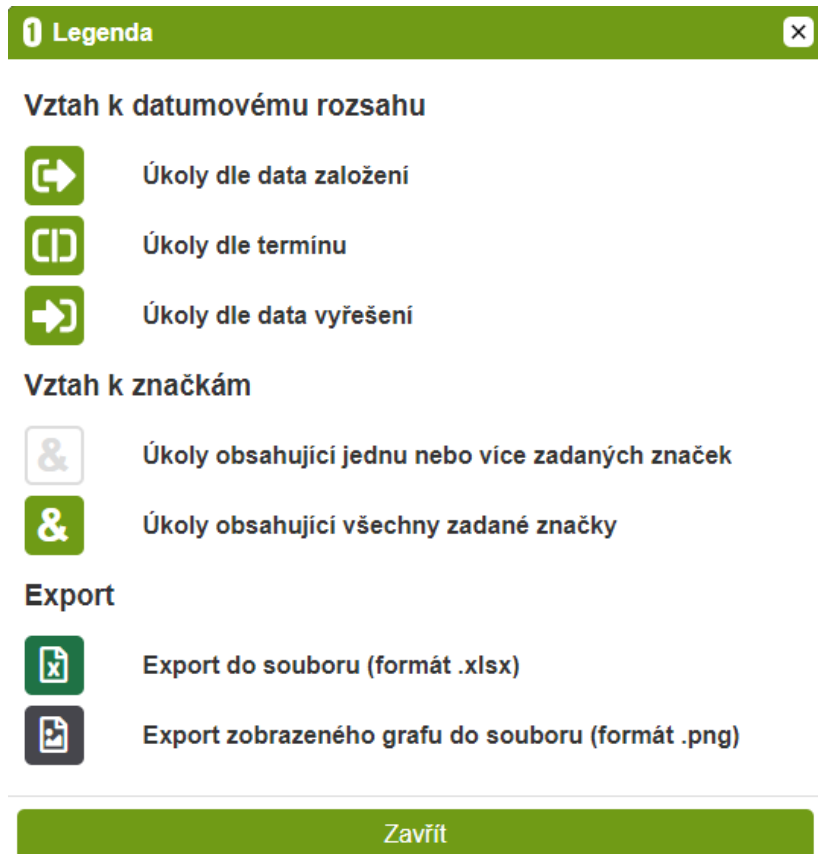 Legenda
Vztah k datumovému rozsahu
Úkoly dle data založení
Úkoly dle termínu
Úkoly dle data vyřešení
Vztah k značkám
& Úkoly obsahující jednu nebo více zadaných značek
& Úkoly obsahující všechny zadané značky
Export
Export do souboru (formát .xlsx)
Export zobrazeného grafu do souboru (formát .png)
Zavřít